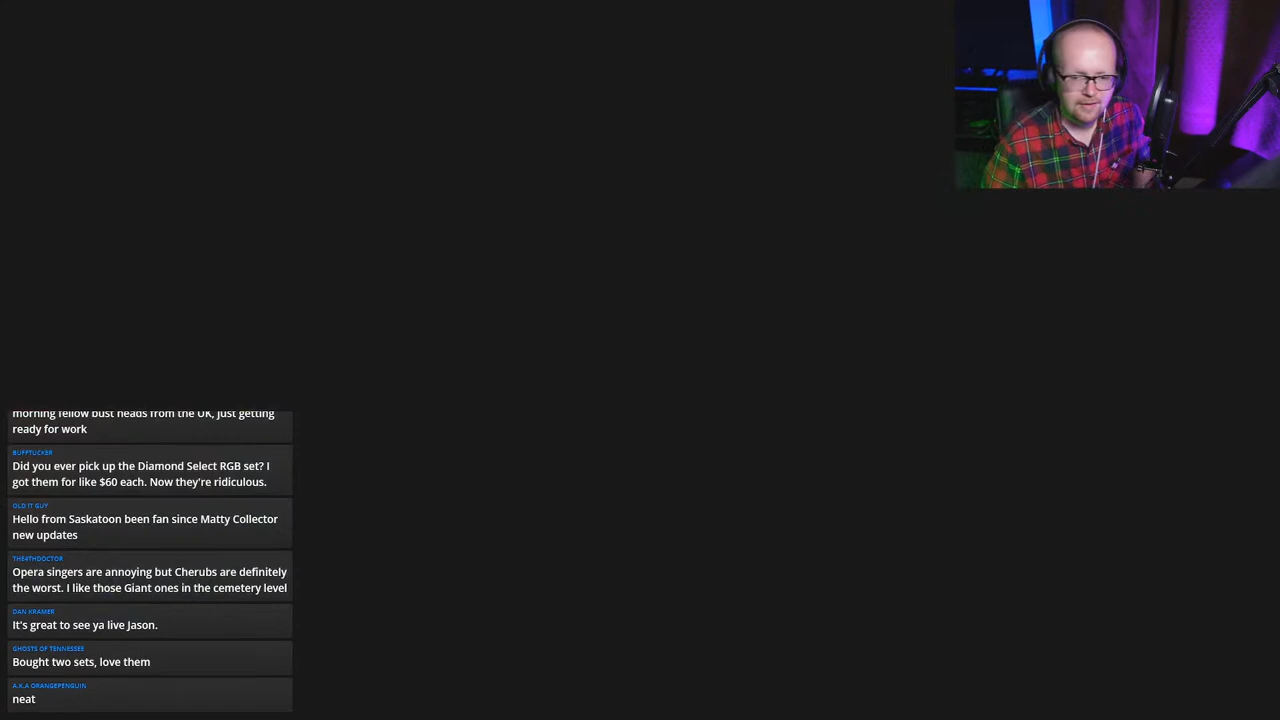 morning fellow bust heads from the UK, just getting
ready for work
BUFFTUCKER
Did you ever pick up the Diamond Select RGB set? I
got them for like $60 each. Now they're ridiculous.
OLD IT GUY
Hello from Saskatoon been fan since Matty Collector
new updates
THE4THDOCTOR
Opera singers are annoying but Cherubs are definitely
the worst. I like those Giant ones in the cemetery level
DAN KRAMER
It's great to see ya live Jason.
GHOSTS OF TENNESSEE
Bought two sets, love them
A.K.A ORANGEPENGUIN
neat